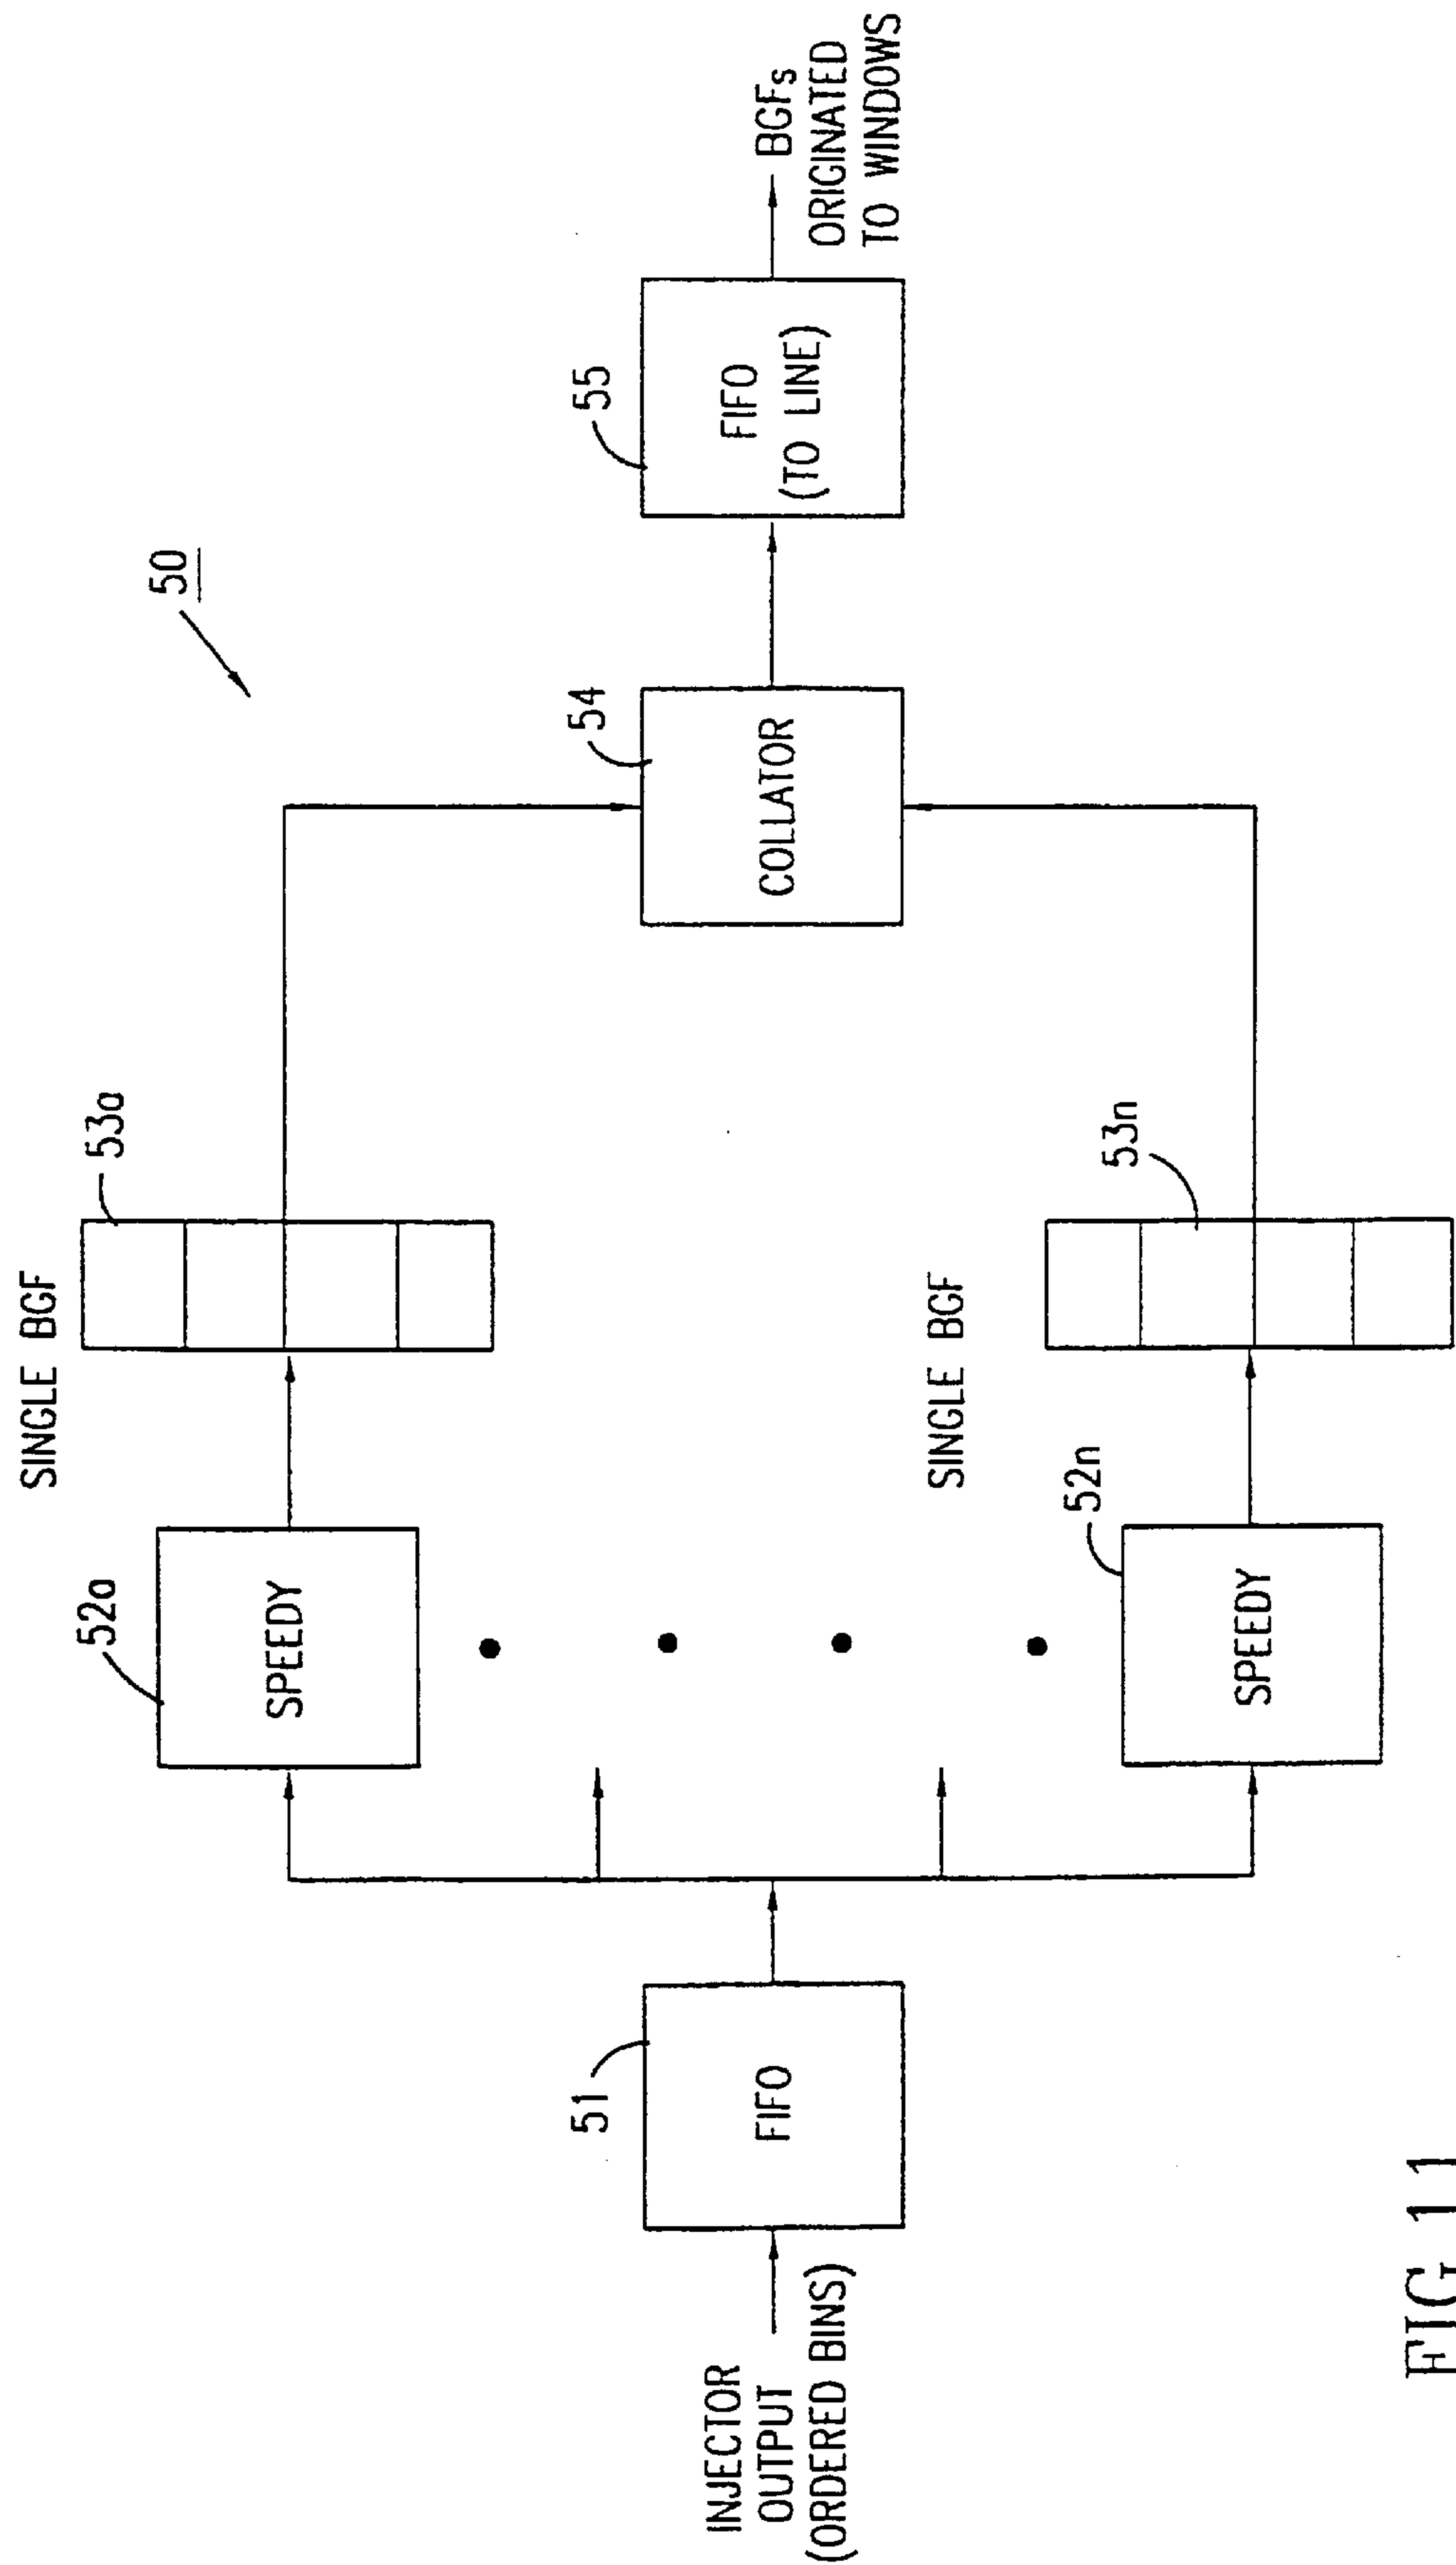 50
SINGLE BGF
53a
52a
SPEEDY
INJECTOR
OUTPUT
(ORDERED BINS)
51
FIFO
54
COLLATOR
55
FIFO
(TO LINE)
BGFs
ORIGINATED
TO WINDOWS
SINGLE BGF
53n
52n
SPEEDY
FIG. 11